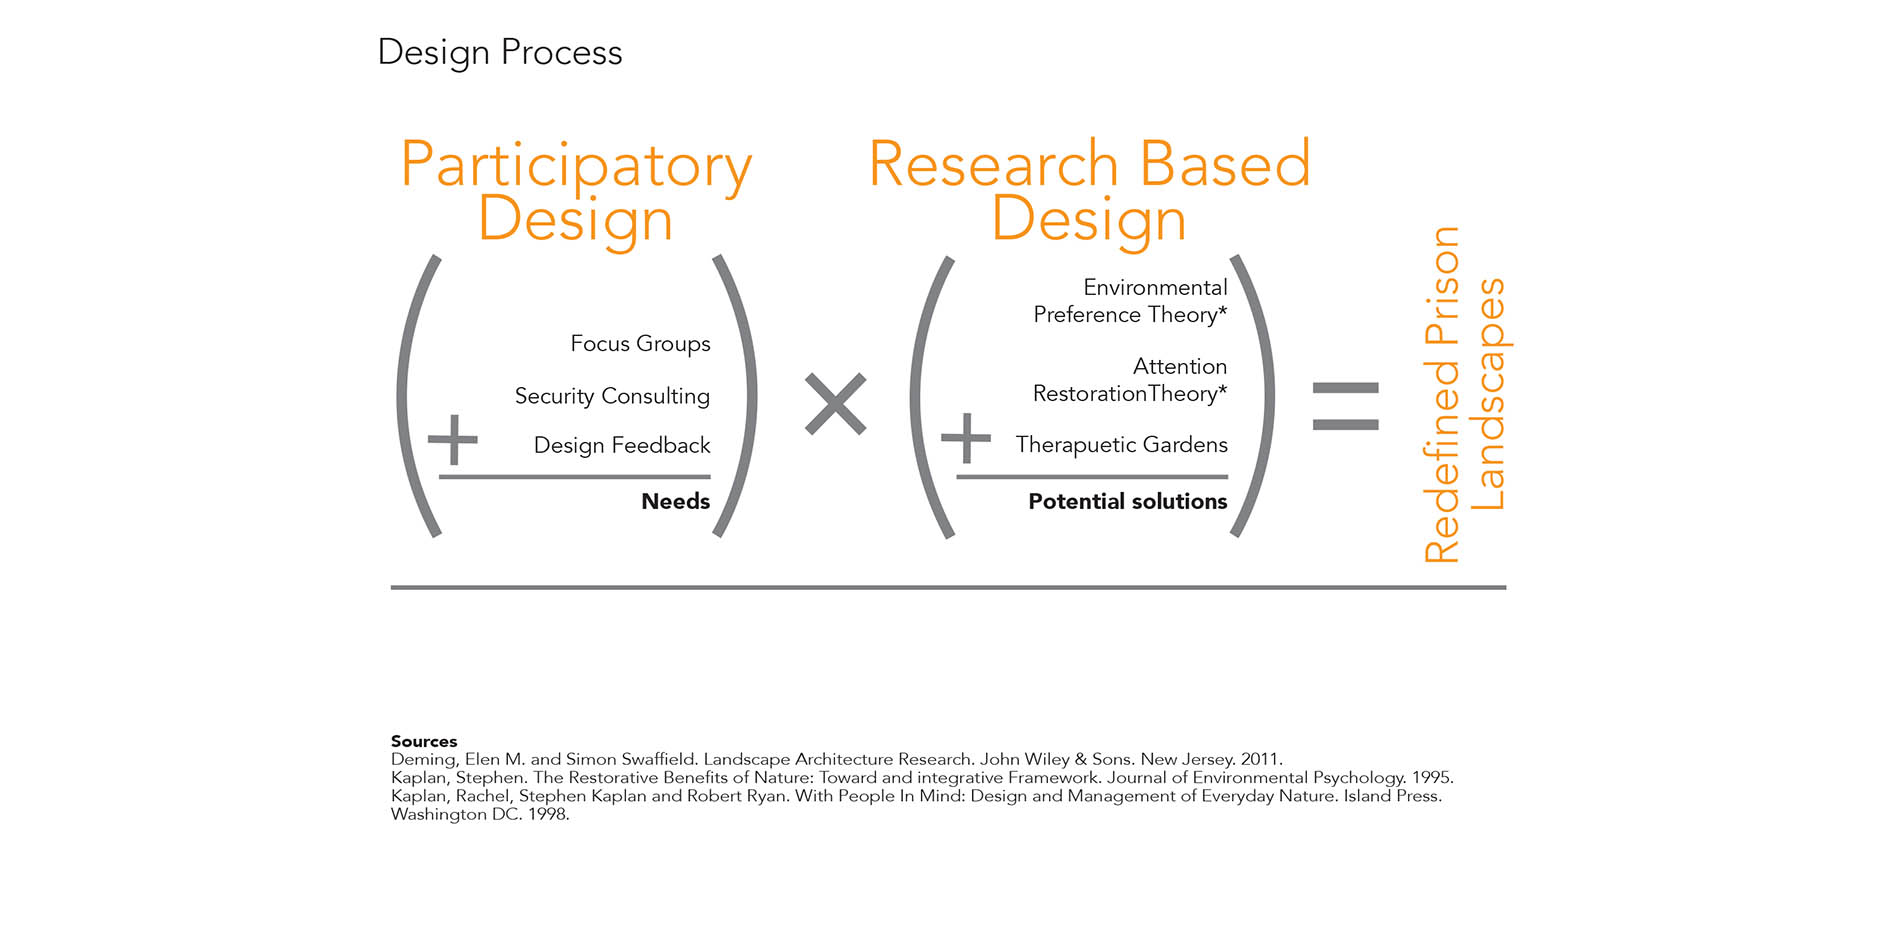 Design Process
Participatory
Design
Focus Groups
Security Consulting
+ Design Feedback
Needs
×
Research Based
Design
Environmental
Preference Theory*
Attention
RestorationTheory*
+ Therapuetic Gardens
Potential solutions
=
Redefined Prison
Landscapes
Sources
Deming, Elen M. and Simon Swaffield. Landscape Architecture Research. John Wiley & Sons. New Jersey. 2011.
Kaplan, Stephen. The Restorative Benefits of Nature: Toward and integrative Framework. Journal of Environmental Psychology. 1995.
Kaplan, Rachel, Stephen Kaplan and Robert Ryan. With People In Mind: Design and Management of Everyday Nature. Island Press.
Washington DC. 1998.